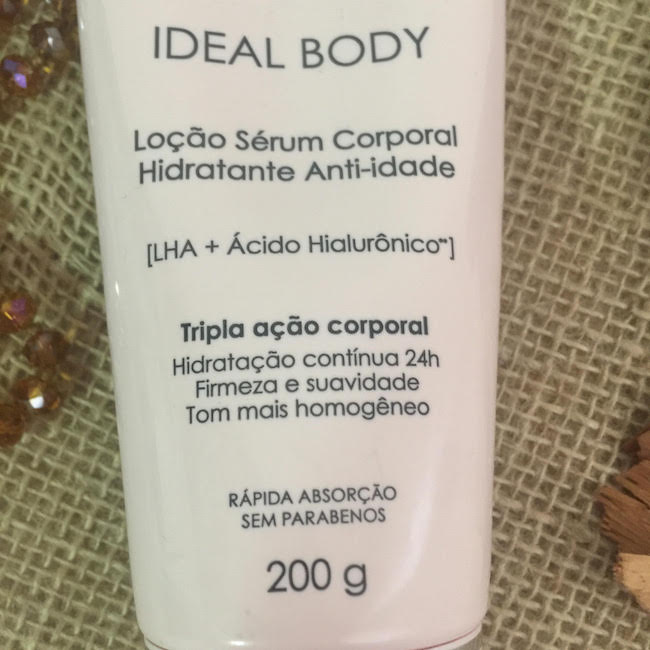 IDEAL BODY
Loção Sérum Corporal
Hidratante Anti-idade
[LHA + Ácido Hialurônico**]
Tripla ação corporal
Hidratação contínua 24h
Firmeza e suavidade
Tom mais homogêneo
RÁPIDA ABSORÇÃO
SEM PARABENOS
200 g